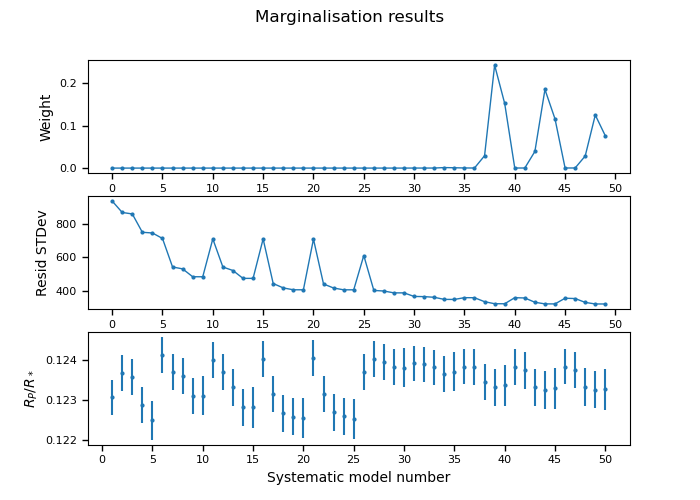 Marginalisation results
Weight
0.2
0.1
0.0
0 5 10 15 20 25 30 35 40 45 50
Resid STDev
800
600
400
0 5 10 15 20 25 30 35 40 45 50
R_P/R_*
0.124
0.123
0.122
0 5 10 15 20 25 30 35 40 45 50
Systematic model number